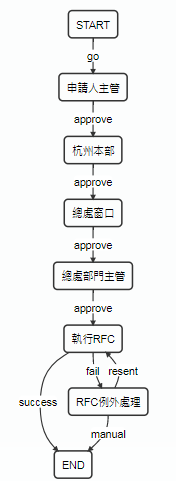 START
go
申請人主管
approve
杭州本部
approve
總處窗口
approve
總處部門主管
approve
執行RFC
fail
resent
success
RFC例外處理
manual
END